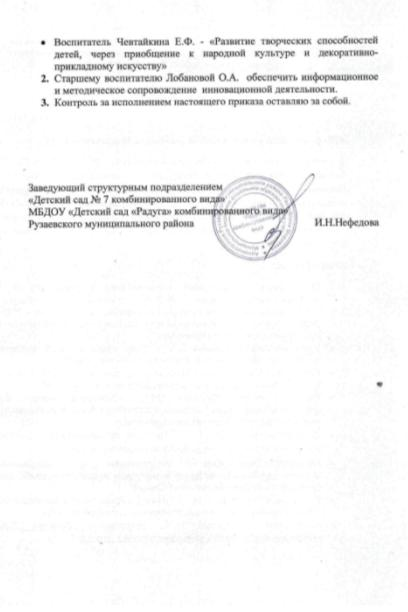 • Воспитатель Чевтайкина Е.Ф. - «Развитие творческих способностей
детей, через приобщение к народной культуре и декоративно-
прикладному искусству»
2. Старшему воспитателю Лобановой О.А. обеспечить информационное
и методическое сопровождение инновационной деятельности.
3. Контроль за исполнением настоящего приказа оставляю за собой.
Заведующий структурным подразделением
«Детский сад № 7 комбинированного вида»
МБДОУ «Детский сад «Радуга» комбинированного вида»
Рузаевского муниципального района И.Н.Нефедова